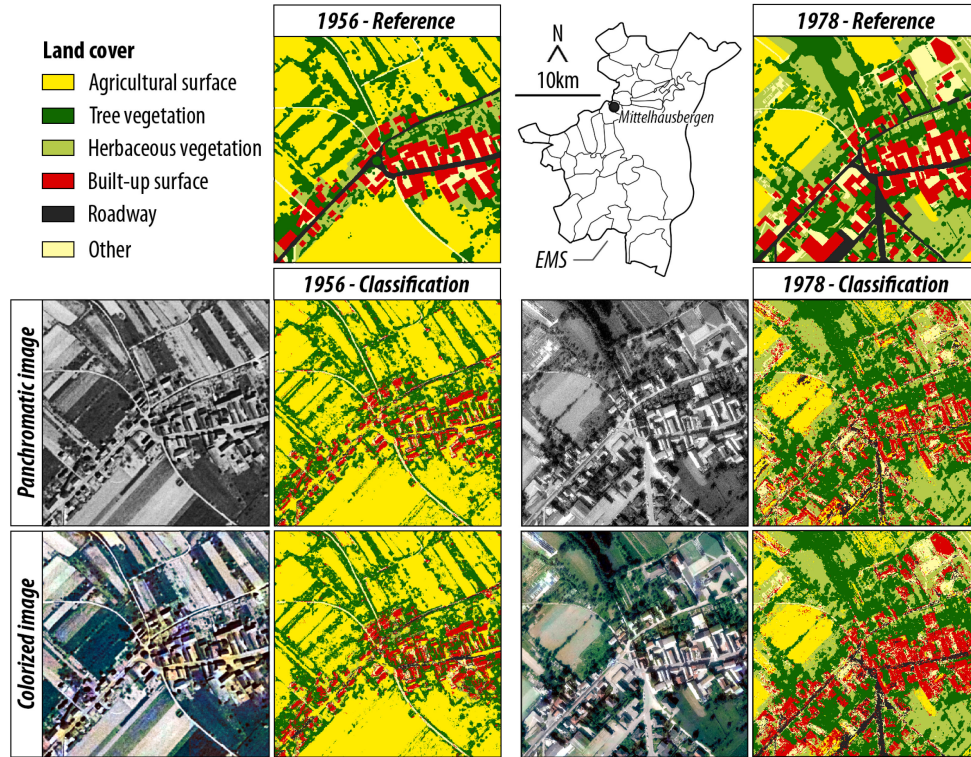 1956 - Reference
1978 - Reference
Land cover
Agricultural surface
Tree vegetation
Herbaceous vegetation
Built-up surface
Roadway
Other
N
10km
Mittelhausbergen
EMS
1956 - Classification
1978 - Classification
Panchromatic image
Colorized image